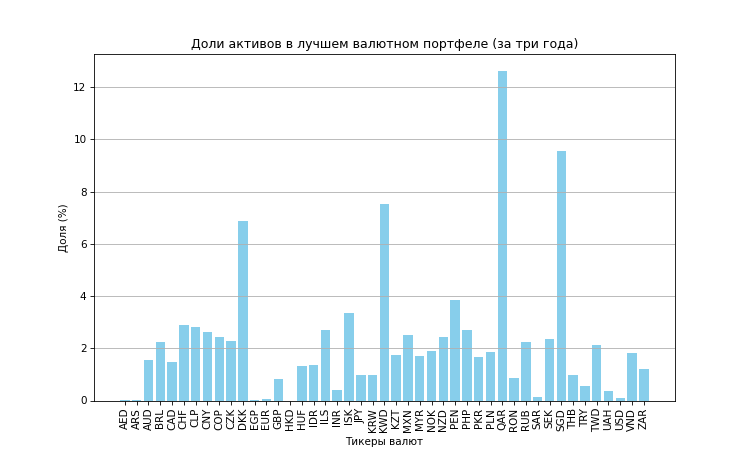 Доли активов в лучшем валютном портфеле (за три года)
Доля (%)
12
10
8
6
4
2
0
AED
ARS
AUD
BRL
CAD
CHF
CLP
CNY
COP
CZK
DKK
EGP
EUR
GBP
HKD
HUF
IDR
ILS
INR
ISK
JPY
KRW
KWD
KZT
MXN
MYR
NOK
NZD
PEN
PHP
PKR
PLN
QAR
RON
RUB
SAR
SEK
SGD
THB
TRY
TWD
UAH
USD
VND
ZAR
Тикеры валют